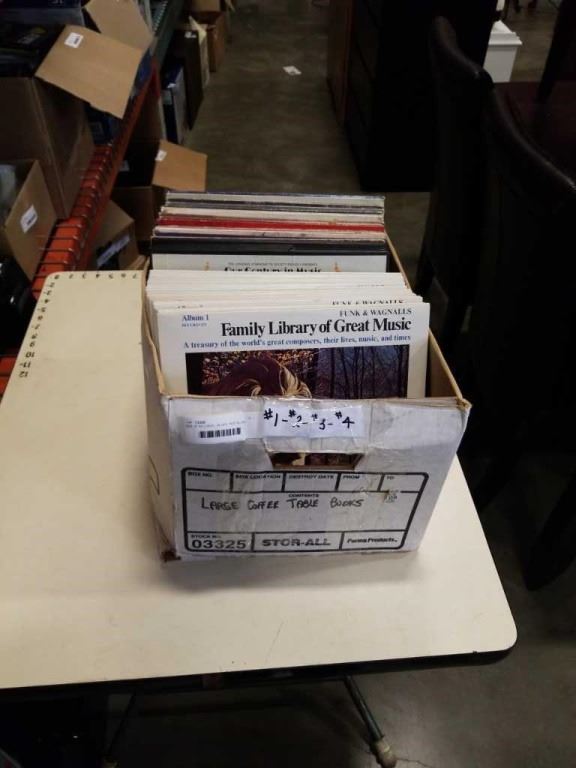 Our Century in Music
FUNK & WAGNALLS
Album 1
Family Library of Great Music
A treasury of the world's great composers, their lives, music, and times
#1-#2-#3-#4
BOX NO. BOX LOCATION DESTROY DATE FROM TO
CONTENTS
LARGE COFFEE TABLE BOOKS
STOCK NO.
03325 STOR-ALL
12